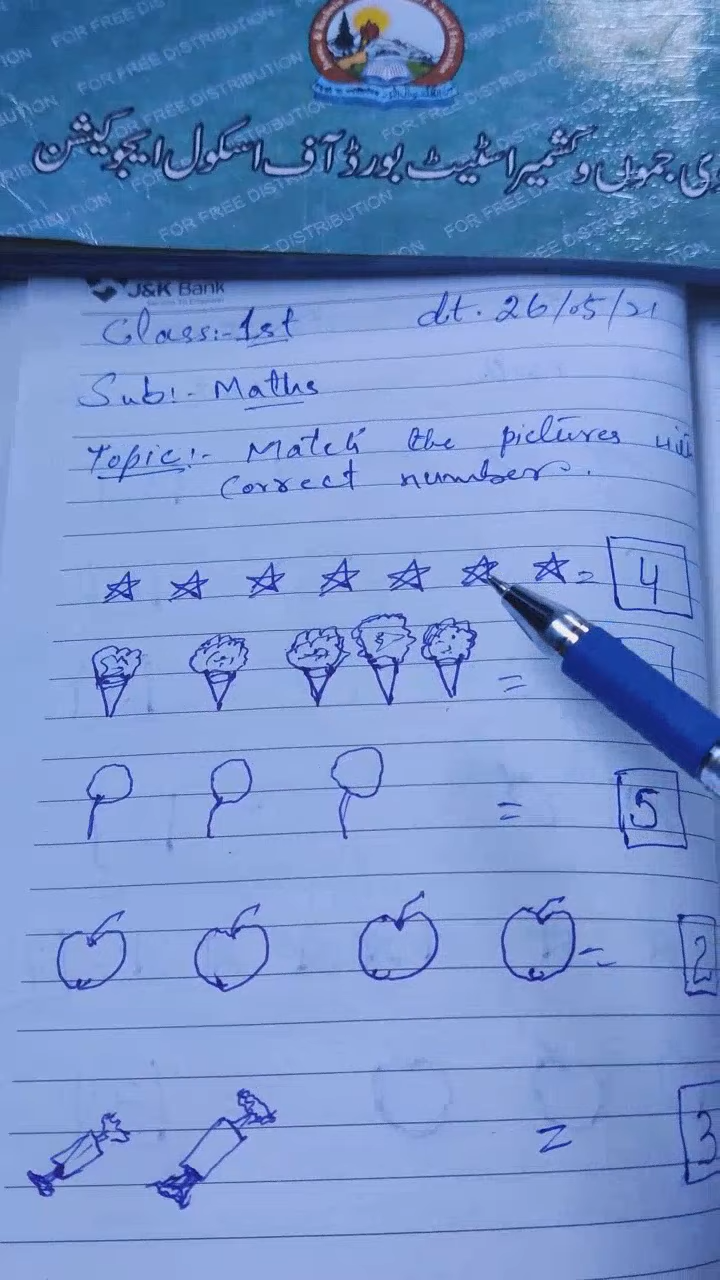 FOR FREE DISTRIBUTION
جموں و کشمیر اسٹیٹ بورڈ آف اسکول ایجوکیشن
J&K Bank
Class:- 1st dt. 26/05/21
Sub:- Maths
Topic:- Match the pictures with
correct number.
= 4
=
= 5
= 2
= 3